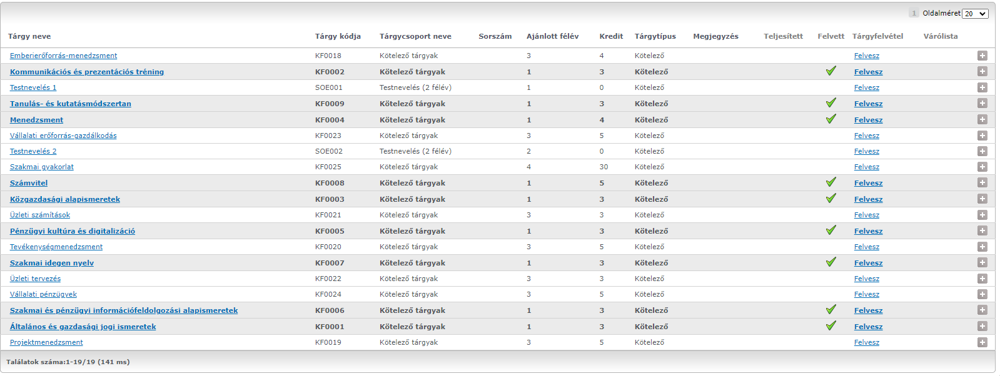 1 Oldalméret 20
Tárgy neve Tárgy kódja Tárgycsoport neve Sorszám Ajánlott félév Kredit Tárgytípus Megjegyzés Teljesített Felvett Tárgyfelvétel Várólista
Emberierőforrás-menedzsment KF0018 Kötelező tárgyak 3 4 Kötelező Felvesz
Kommunikációs és prezentációs tréning KF0002 Kötelező tárgyak 1 3 Kötelező Felvesz
Testnevelés 1 SOE001 Testnevelés (2 félév) 1 0 Kötelező Felvesz
Tanulás- és kutatásmódszertan KF0009 Kötelező tárgyak 1 3 Kötelező Felvesz
Menedzsment KF0004 Kötelező tárgyak 1 4 Kötelező Felvesz
Vállalati erőforrás-gazdálkodás KF0023 Kötelező tárgyak 3 5 Kötelező Felvesz
Testnevelés 2 SOE002 Testnevelés (2 félév) 2 0 Kötelező Felvesz
Szakmai gyakorlat KF0025 Kötelező tárgyak 4 30 Kötelező Felvesz
Számvitel KF0008 Kötelező tárgyak 1 5 Kötelező Felvesz
Közgazdasági alapismeretek KF0003 Kötelező tárgyak 1 3 Kötelező Felvesz
Üzleti számítások KF0021 Kötelező tárgyak 3 3 Kötelező Felvesz
Pénzügyi kultúra és digitalizáció KF0005 Kötelező tárgyak 1 3 Kötelező Felvesz
Tevékenységmenedzsment KF0020 Kötelező tárgyak 3 5 Kötelező Felvesz
Szakmai idegen nyelv KF0007 Kötelező tárgyak 1 3 Kötelező Felvesz
Üzleti tervezés KF0022 Kötelező tárgyak 3 3 Kötelező Felvesz
Vállalati pénzügyek KF0024 Kötelező tárgyak 3 5 Kötelező Felvesz
Szakmai és pénzügyi információfeldolgozási alapismeretek KF0006 Kötelező tárgyak 1 3 Kötelező Felvesz
Általános és gazdasági jogi ismeretek KF0001 Kötelező tárgyak 1 3 Kötelező Felvesz
Projektmenedzsment KF0019 Kötelező tárgyak 3 5 Kötelező Felvesz
Találatok száma:1-19/19 (141 ms)